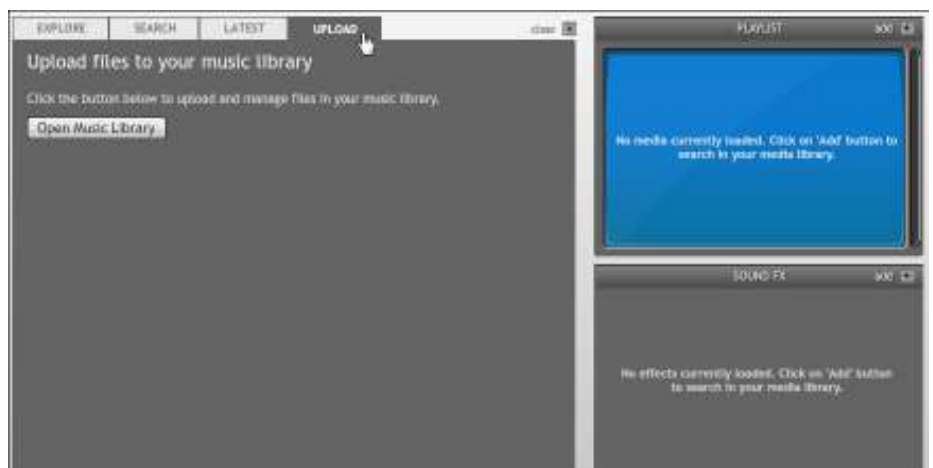 EXPLORE
SEARCH
LATEST
UPLOAD
close
Upload files to your music library
Click the button below to upload and manage files in your music library.
Open Music Library
PLAYLIST
add
No media currently loaded. Click on 'Add' button to
search in your media library.
SOUND FX
add
No effects currently loaded. Click on 'Add' button
to search in your media library.